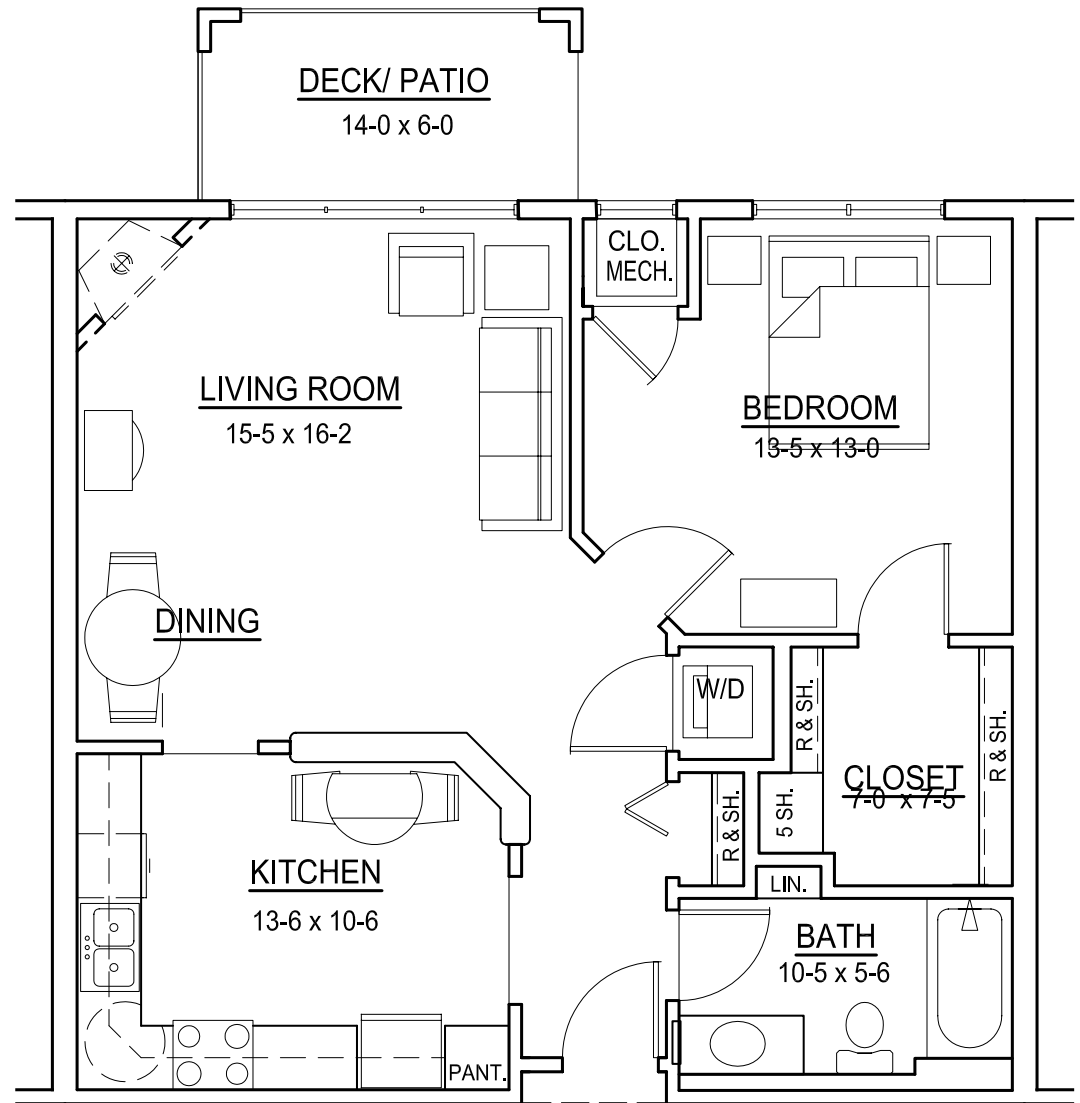 DECK/ PATIO
14-0 x 6-0
CLO.
MECH.
LIVING ROOM
15-5 x 16-2
BEDROOM
13-5 x 13-0
DINING
W/D
R & SH.
R & SH.
CLOSET
7-0 x 7-5
5 SH.
R & SH.
KITCHEN
13-6 x 10-6
LIN.
BATH
10-5 x 5-6
PANT.